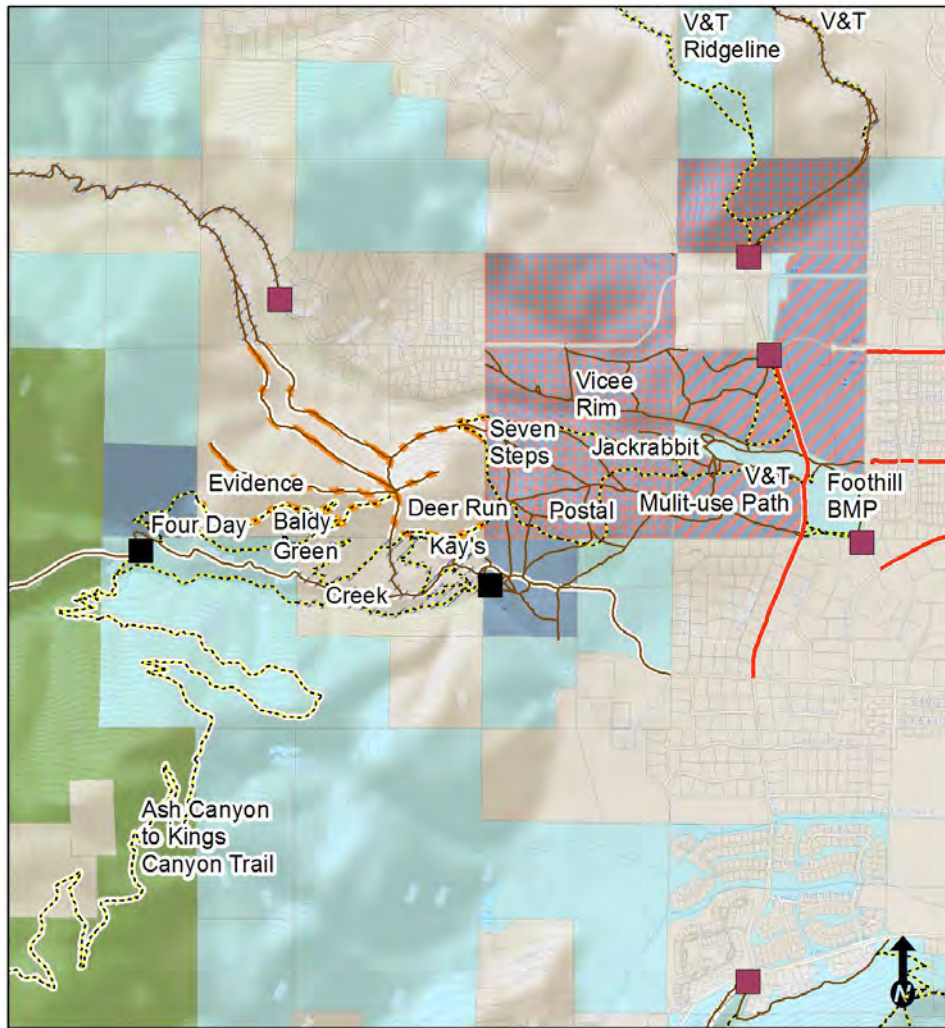 V&T
Ridgeline
V&T
Vicee
Rim
Seven
Steps
Jackrabbit
Evidence
V&T
Foothill
BMP
Deer Run
Postal
Mulit-use Path
Four Day
Baldy
Green
Kay's
Creek
Ash Canyon
to Kings
Canyon Trail
N